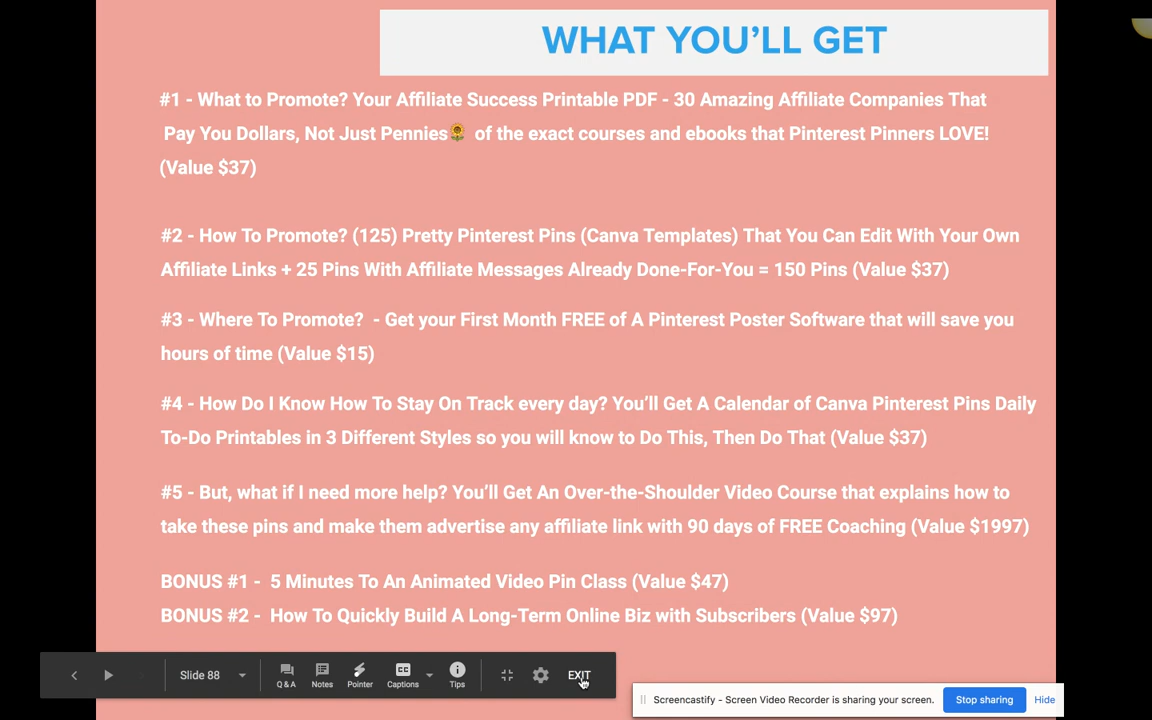 WHAT YOU'LL GET
#1 - What to Promote? Your Affiliate Success Printable PDF - 30 Amazing Affiliate Companies That
Pay You Dollars, Not Just Pennies🌻 of the exact courses and ebooks that Pinterest Pinners LOVE!
(Value $37)
#2 - How To Promote? (125) Pretty Pinterest Pins (Canva Templates) That You Can Edit With Your Own
Affiliate Links + 25 Pins With Affiliate Messages Already Done-For-You = 150 Pins (Value $37)
#3 - Where To Promote?  - Get your First Month FREE of A Pinterest Poster Software that will save you
hours of time (Value $15)
#4 - How Do I Know How To Stay On Track every day? You'll Get A Calendar of Canva Pinterest Pins Daily
To-Do Printables in 3 Different Styles so you will know to Do This, Then Do That (Value $37)
#5 - But, what if I need more help? You'll Get An Over-the-Shoulder Video Course that explains how to
take these pins and make them advertise any affiliate link with 90 days of FREE Coaching (Value $1997)
BONUS #1 -  5 Minutes To An Animated Video Pin Class (Value $47)
BONUS #2 -  How To Quickly Build A Long-Term Online Biz with Subscribers (Value $97)
Slide 88 Q & A Notes Pointer Captions Tips EXIT
Screencastify - Screen Video Recorder is sharing your screen. Stop sharing Hide